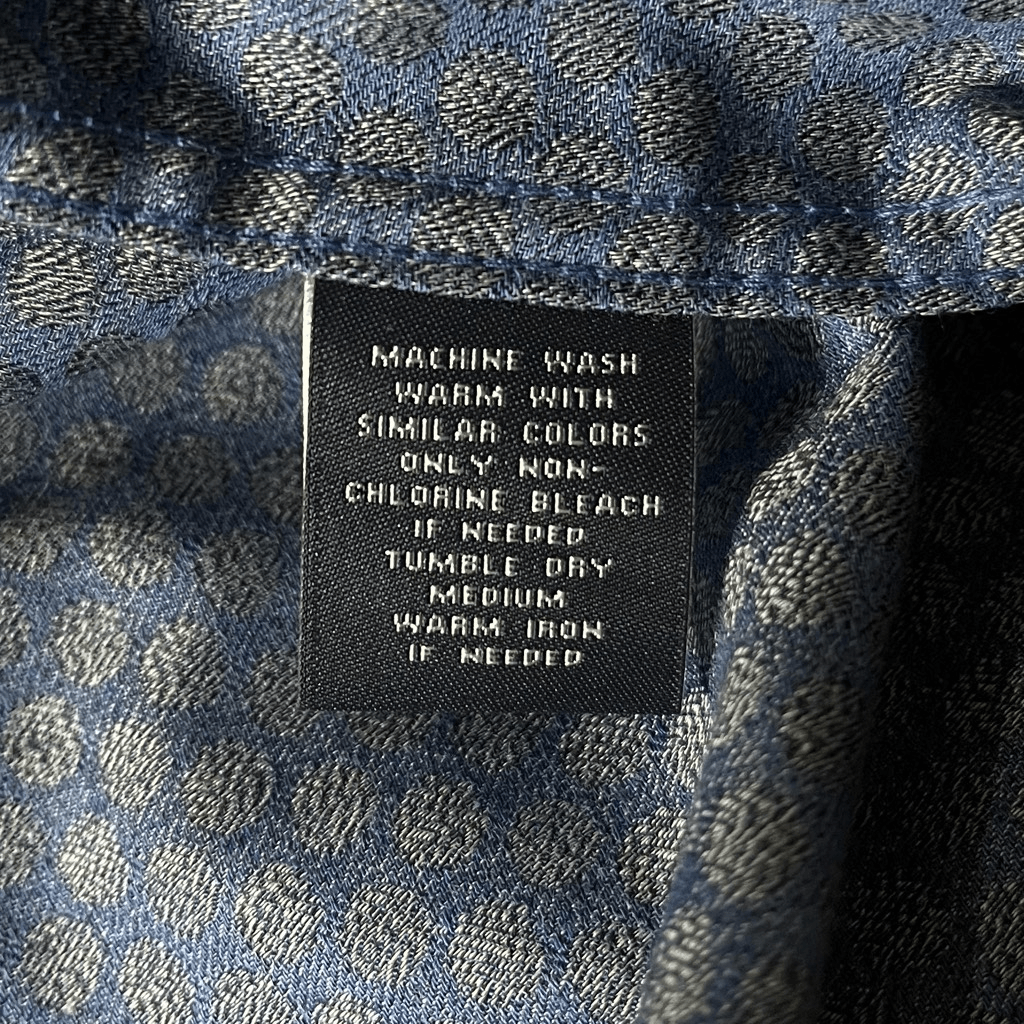 MACHINE WASH
WARM WITH
SIMILAR COLORS
ONLY NON-
CHLORINE BLEACH
IF NEEDED
TUMBLE DRY
MEDIUM
WARM IRON
IF NEEDED